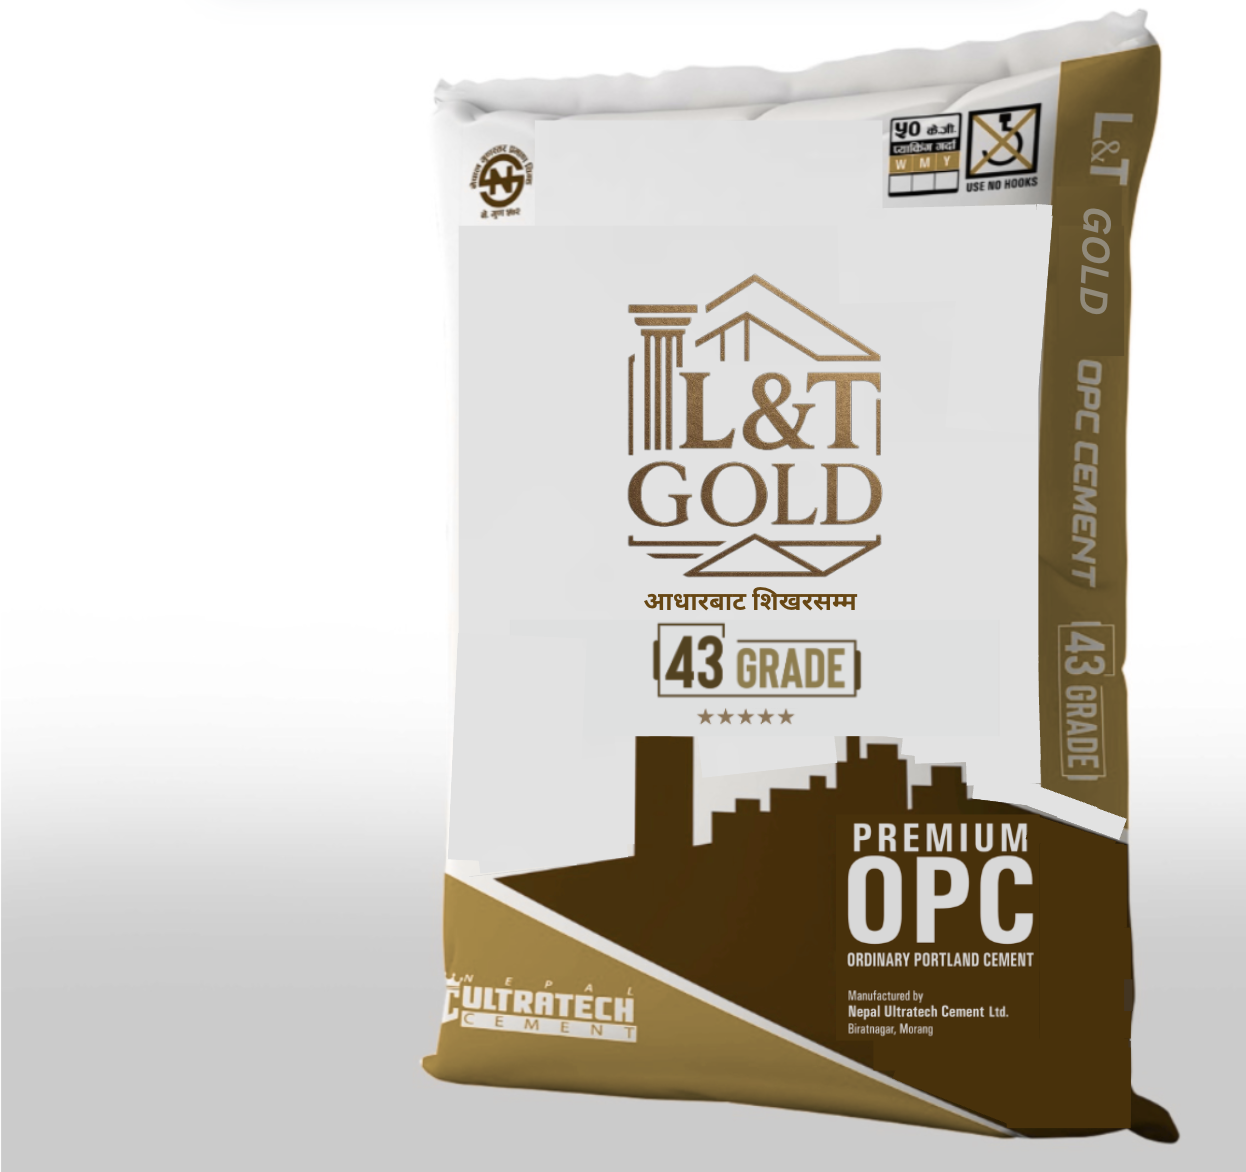 ५० के.जी.
प्याकिंग गर्दा
W M Y
USE NO HOOKS
L&T
GOLD
आधारबाट शिखरसम्म
43 GRADE
PREMIUM
OPC
ORDINARY PORTLAND CEMENT
Manufactured by
Nepal Ultratech Cement Ltd.
Biratnagar, Morang
NEPAL
ULTRATECH
CEMENT
L&T GOLD OPC CEMENT 43 GRADE